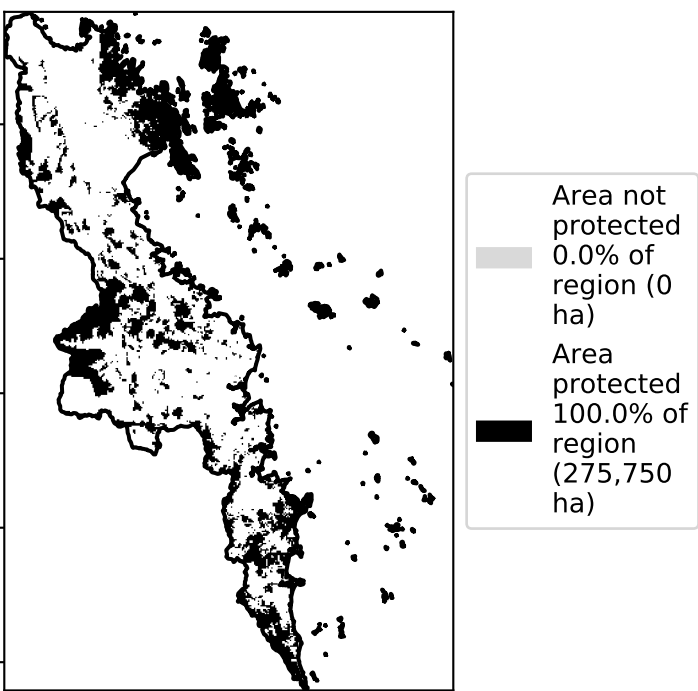 Area not
protected
0.0% of
region (0
ha)
Area
protected
100.0% of
region
(275,750
ha)